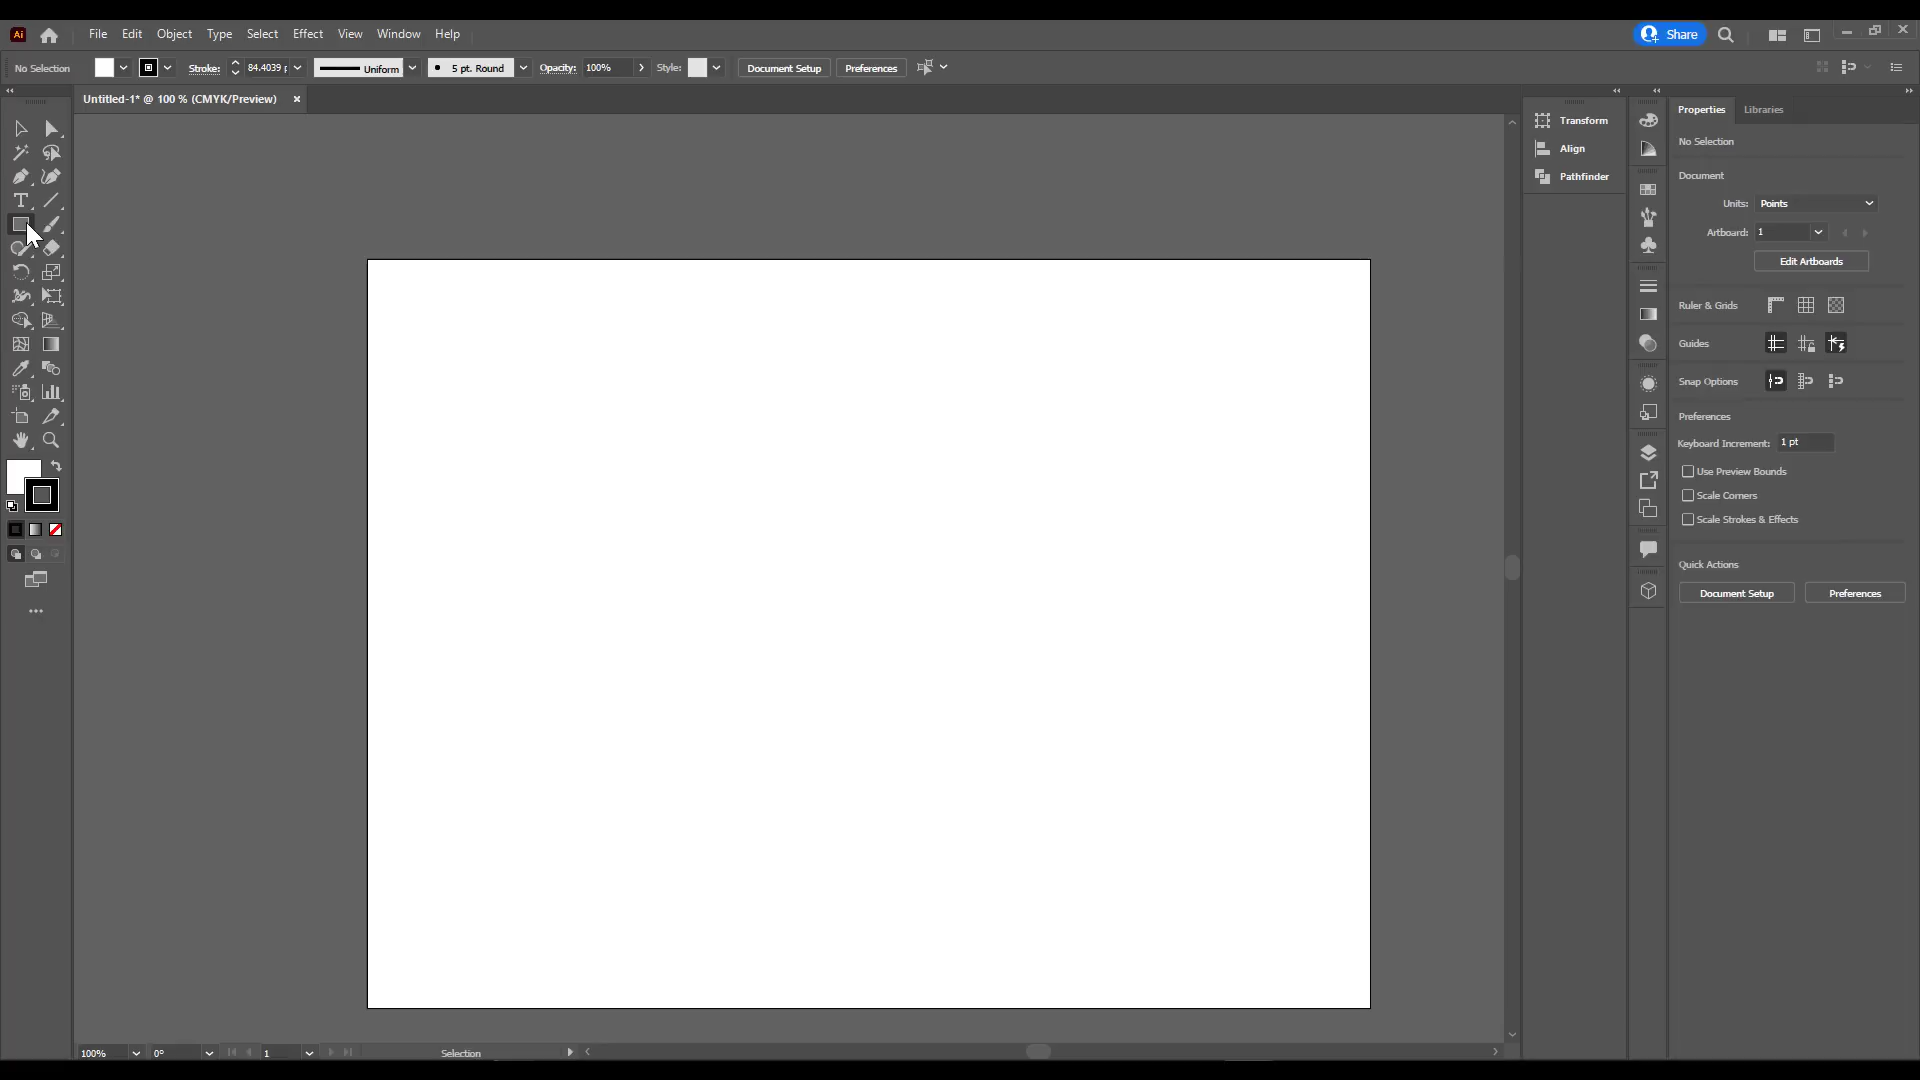 Ai File Edit Object Type Select Effect View Window Help Share
No Selection Stroke: 84.4039 p Uniform 5 pt. Round Opacity: 100% Style: Document Setup Preferences
Untitled-1* @ 100 % (CMYK/Preview) ×
Transform
Align
Pathfinder
Properties Libraries
No Selection
Document
Units: Points
Artboard: 1
Edit Artboards
Ruler & Grids
Guides
Snap Options
Preferences
Keyboard Increment: 1 pt
Use Preview Bounds
Scale Corners
Scale Strokes & Effects
Quick Actions
Document Setup Preferences
100% 0° 1 Selection